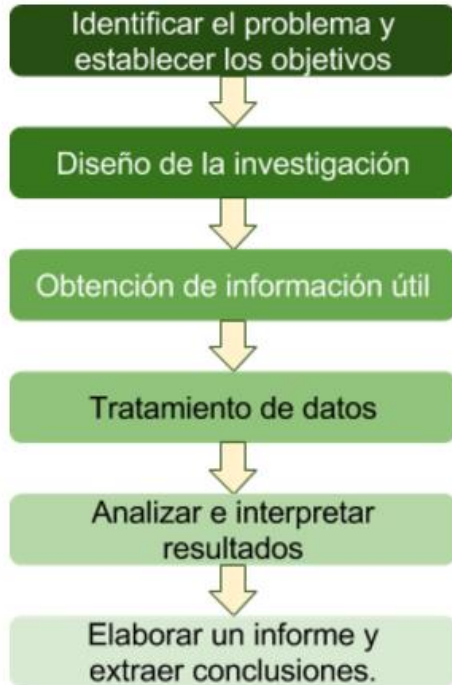 Identificar el problema y
establecer los objetivos
Diseño de la investigación
Obtención de información útil
Tratamiento de datos
Analizar e interpretar
resultados
Elaborar un informe y
extraer conclusiones.